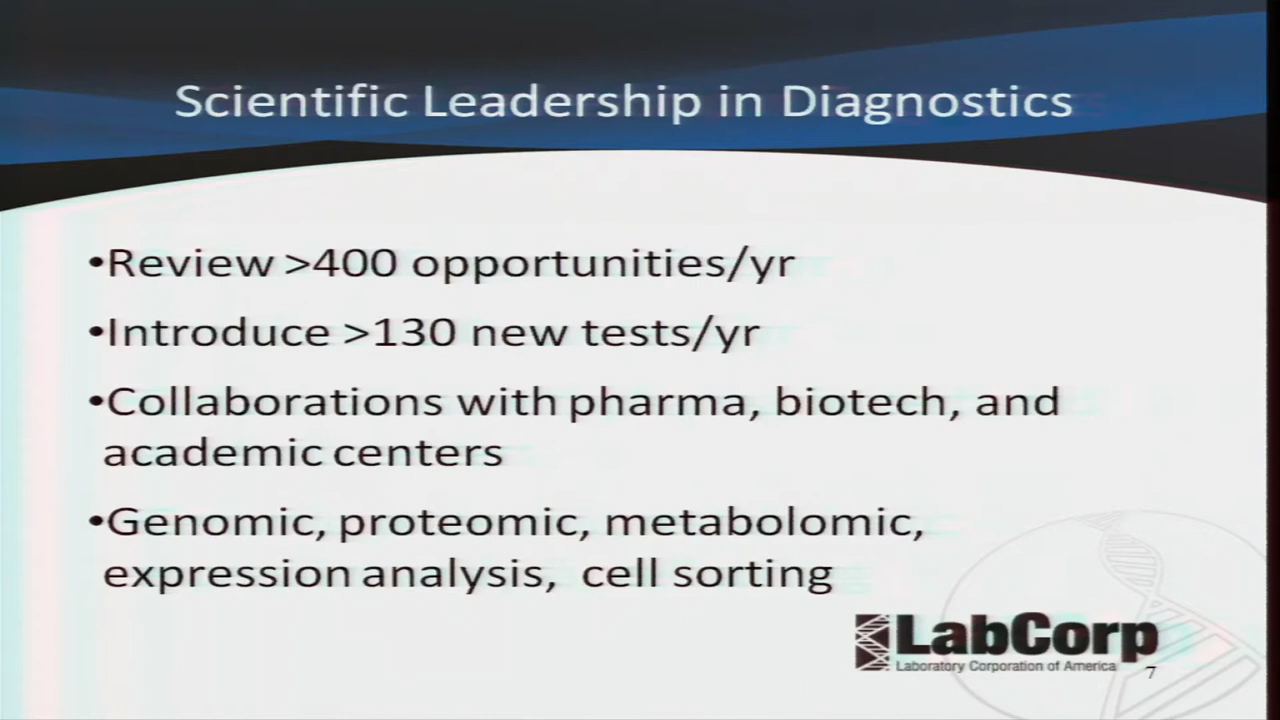 Scientific Leadership in Diagnostics
•Review >400 opportunities/yr
•Introduce >130 new tests/yr
•Collaborations with pharma, biotech, and
academic centers
•Genomic, proteomic, metabolomic,
expression analysis, cell sorting
LabCorp
Laboratory Corporation of America
7